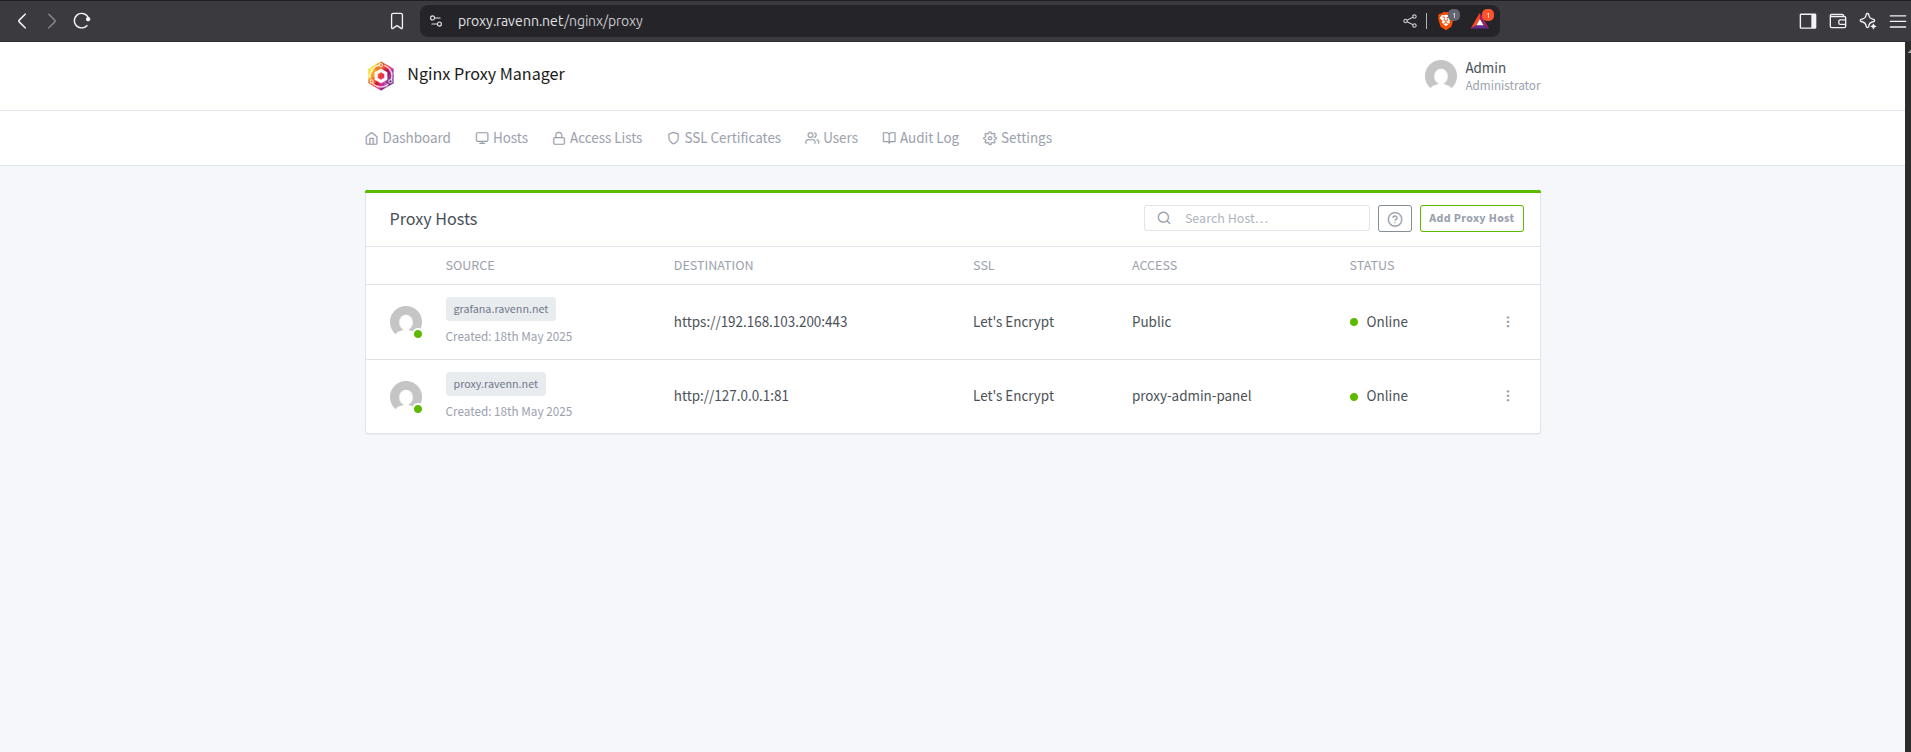 proxy.ravenn.net/nginx/proxy
1
1
Nginx Proxy Manager
Admin
Administrator
Dashboard Hosts Access Lists SSL Certificates Users Audit Log Settings
Proxy Hosts Search Host... Add Proxy Host
SOURCE DESTINATION SSL ACCESS STATUS
grafana.ravenn.net
https://192.168.103.200:443 Let's Encrypt Public Online
Created: 18th May 2025
proxy.ravenn.net
http://127.0.0.1:81 Let's Encrypt proxy-admin-panel Online
Created: 18th May 2025